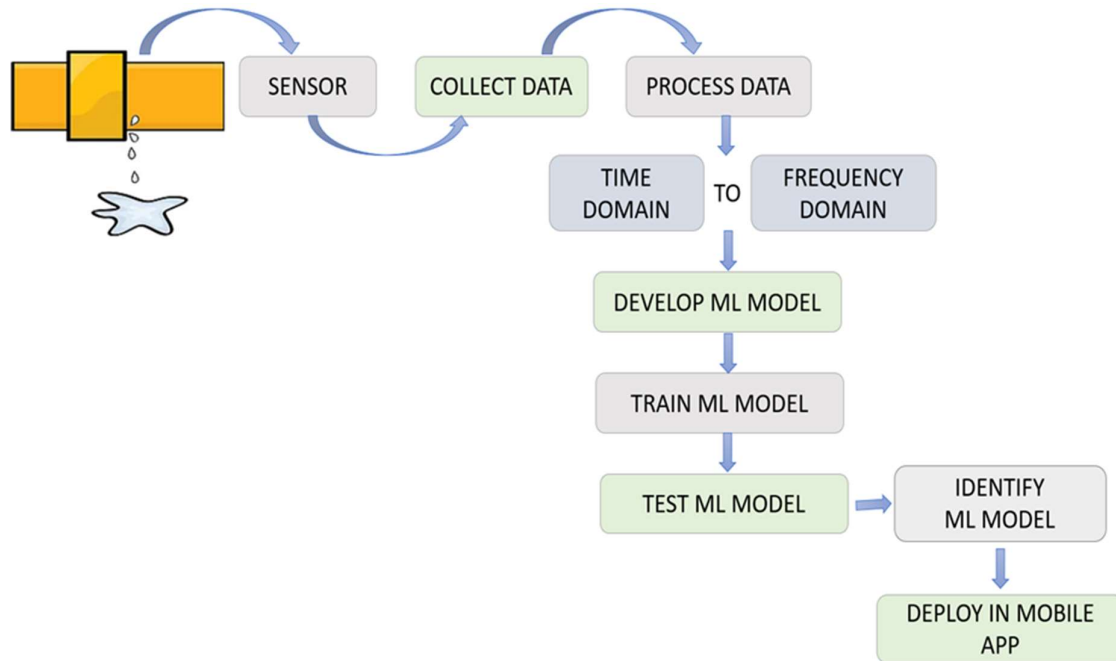 SENSOR
COLLECT DATA
PROCESS DATA
TIME
DOMAIN
TO
FREQUENCY
DOMAIN
DEVELOP ML MODEL
TRAIN ML MODEL
TEST ML MODEL
IDENTIFY
ML MODEL
DEPLOY IN MOBILE
APP